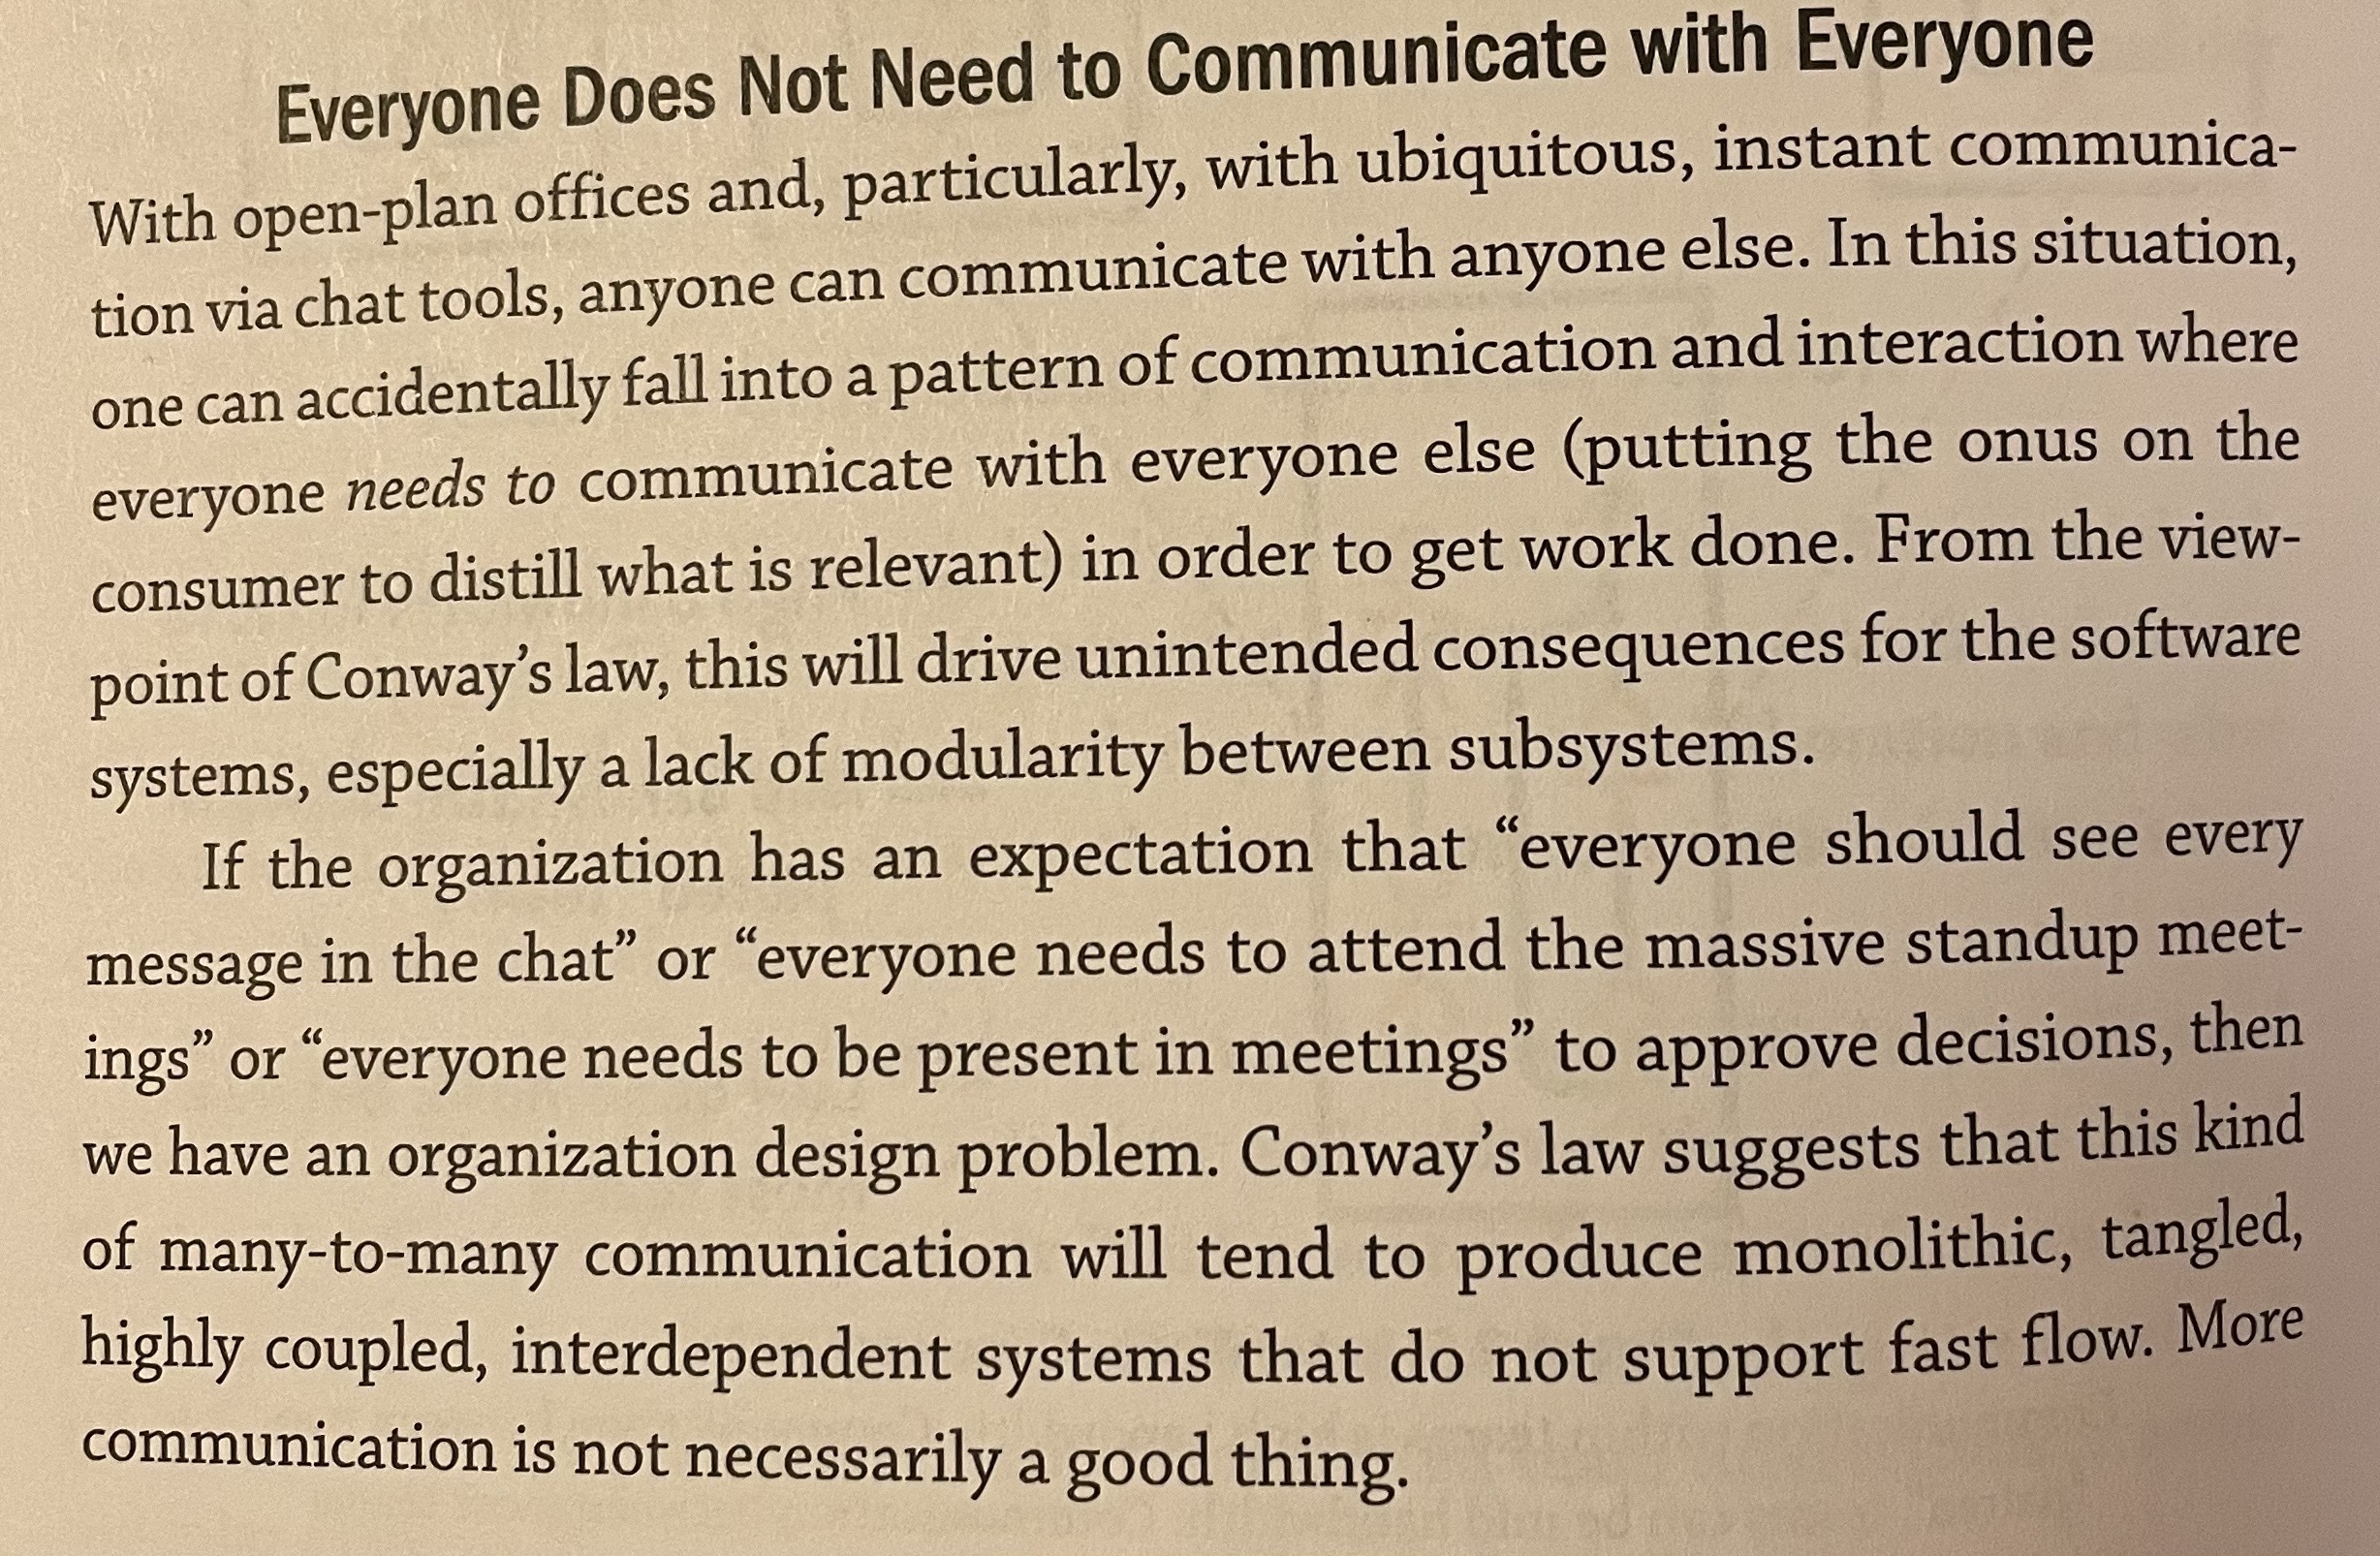 Everyone Does Not Need to Communicate with Everyone
With open-plan offices and, particularly, with ubiquitous, instant communica-
tion via chat tools, anyone can communicate with anyone else. In this situation,
one can accidentally fall into a pattern of communication and interaction where
everyone needs to communicate with everyone else (putting the onus on the
consumer to distill what is relevant) in order to get work done. From the view-
point of Conway’s law, this will drive unintended consequences for the software
systems, especially a lack of modularity between subsystems.
If the organization has an expectation that “everyone should see every
message in the chat” or “everyone needs to attend the massive standup meet-
ings” or “everyone needs to be present in meetings” to approve decisions, then
we have an organization design problem. Conway’s law suggests that this kind
of many-to-many communication will tend to produce monolithic, tangled,
highly coupled, interdependent systems that do not support fast flow. More
communication is not necessarily a good thing.